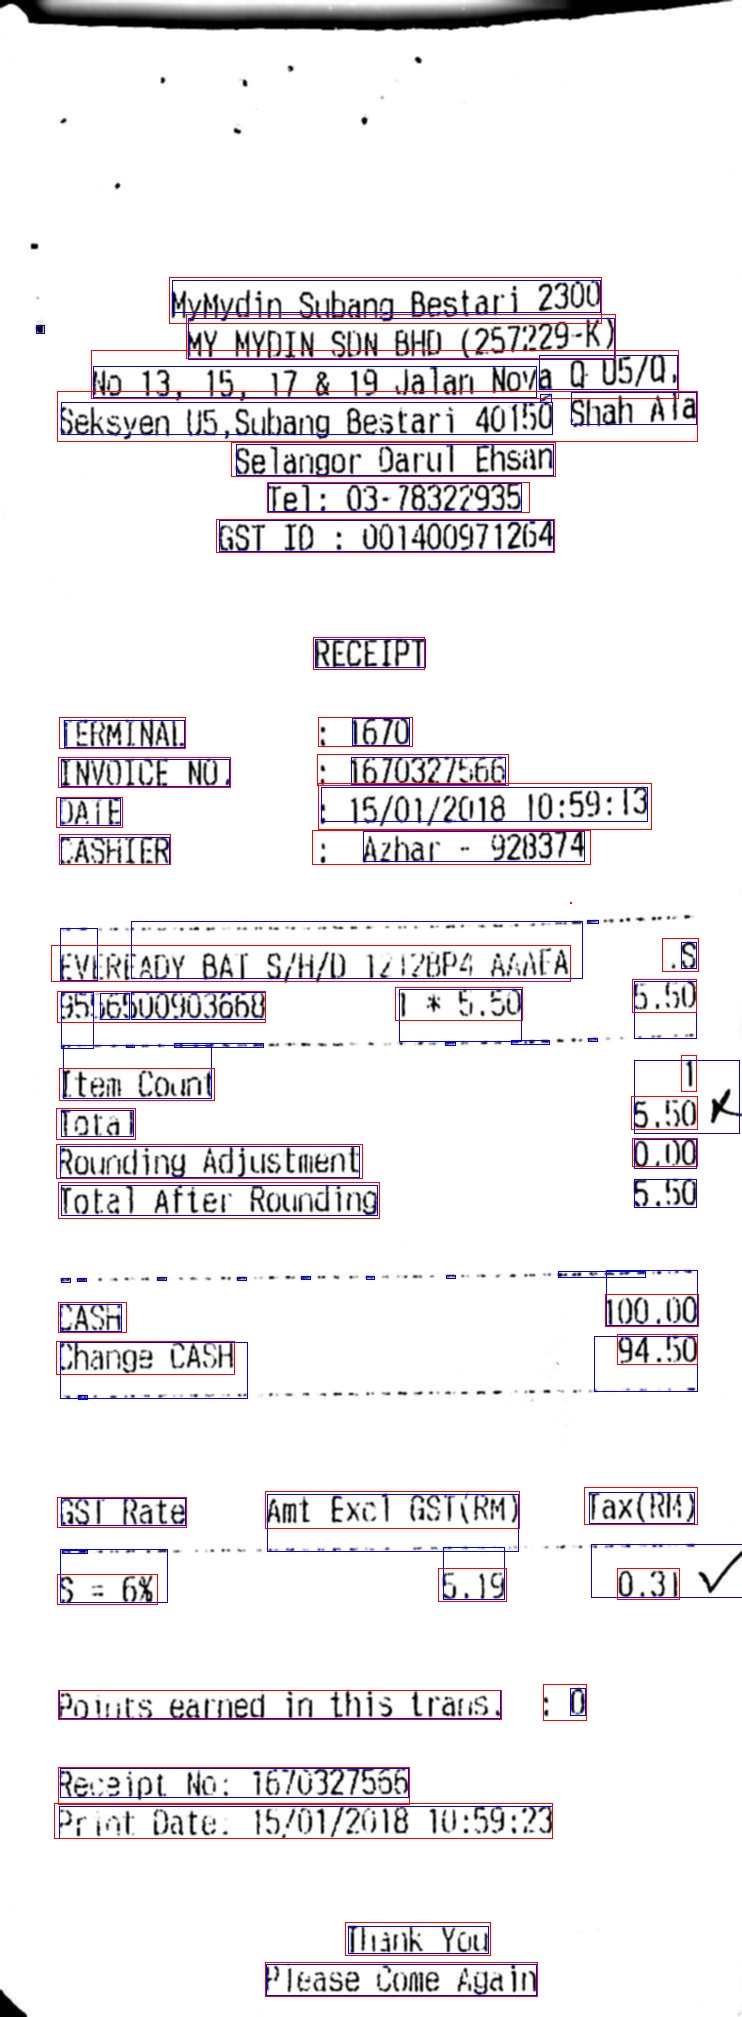 MyMydin Subang Bestari 2300
MY MYDIN SDN BHD (257229-K)
No 13, 15, 17 & 19 Jalan Nova Q U5/Q,
Seksyen U5,Subang Bestari 40150 Shah Ala
Selangor Darul Ehsan
Tel: 03-78322935
GST ID : 001400971264
RECEIPT
TERMINAL : 1670
INVOICE NO. : 1670327566
DATE : 15/01/2018 10:59:13
CASHIER : Azhar - 928374
EVEREADY BAT S/H/D 1212BP4 AAAFA .S
9556500903668 1 * 5.50 5.50
Item Count 1
Total 5.50
Rounding Adjustment 0.00
Total After Rounding 5.50
CASH 100.00
Change CASH 94.50
GST Rate Amt Excl GST(RM) Tax(RM)
S = 6% 5.19 0.31
Points earned in this trans. : 0
Receipt No: 1670327566
Print Date: 15/01/2018 10:59:23
Thank You
Please Come Again